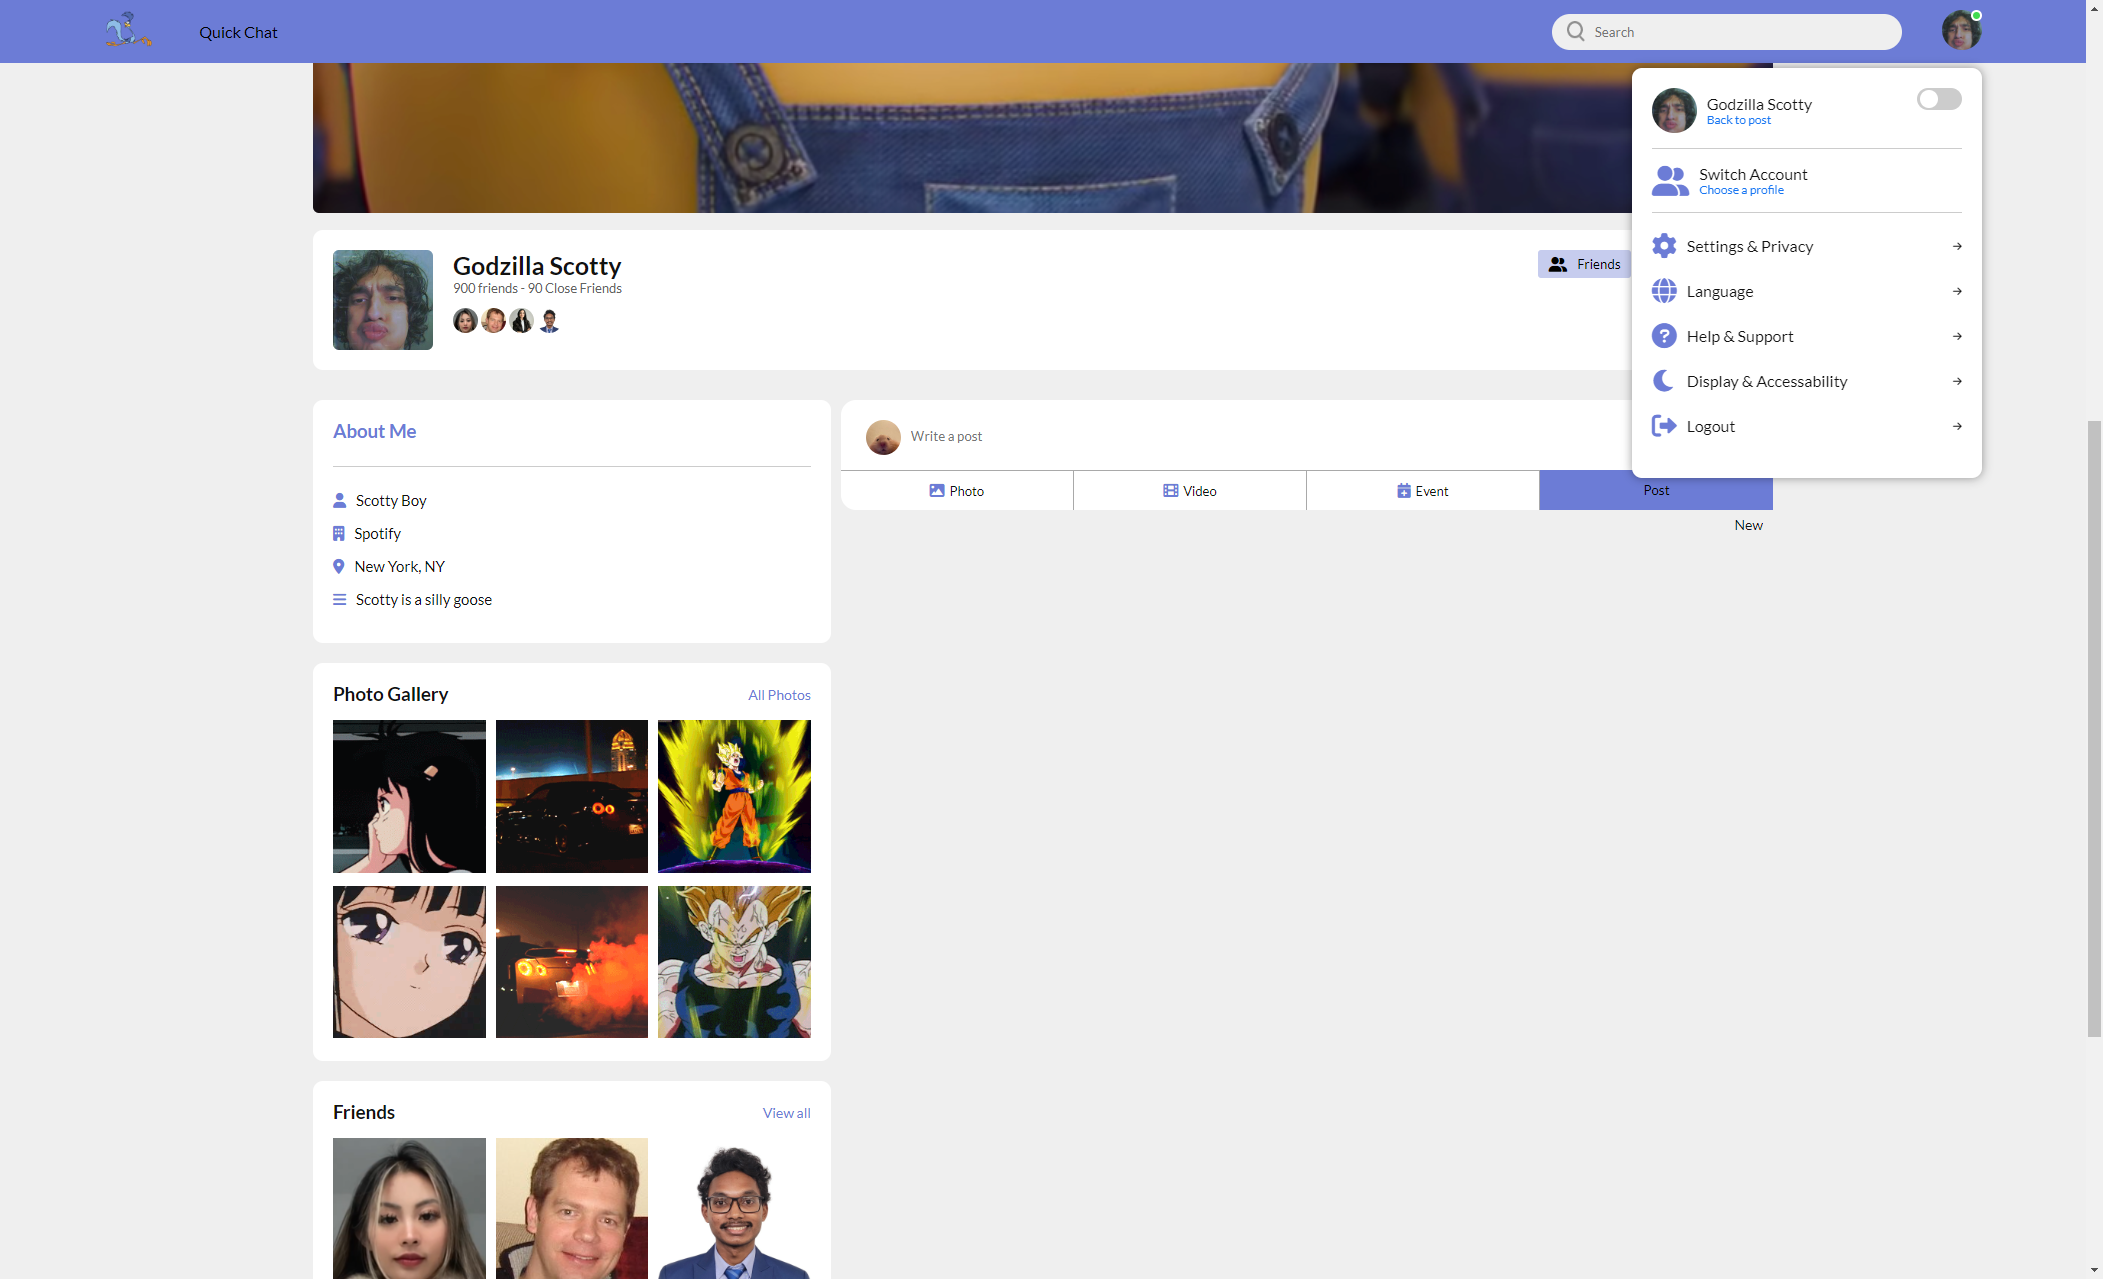 Quick Chat
Search
Godzilla Scotty
Back to post
Switch Account
Choose a profile
Settings & Privacy
Language
Help & Support
Display & Accessability
Logout
Godzilla Scotty
900 friends - 90 Close Friends
Friends
About Me
Scotty Boy
Spotify
New York, NY
Scotty is a silly goose
Write a post
Photo
Video
Event
Post
New
Photo Gallery
All Photos
Friends
View all